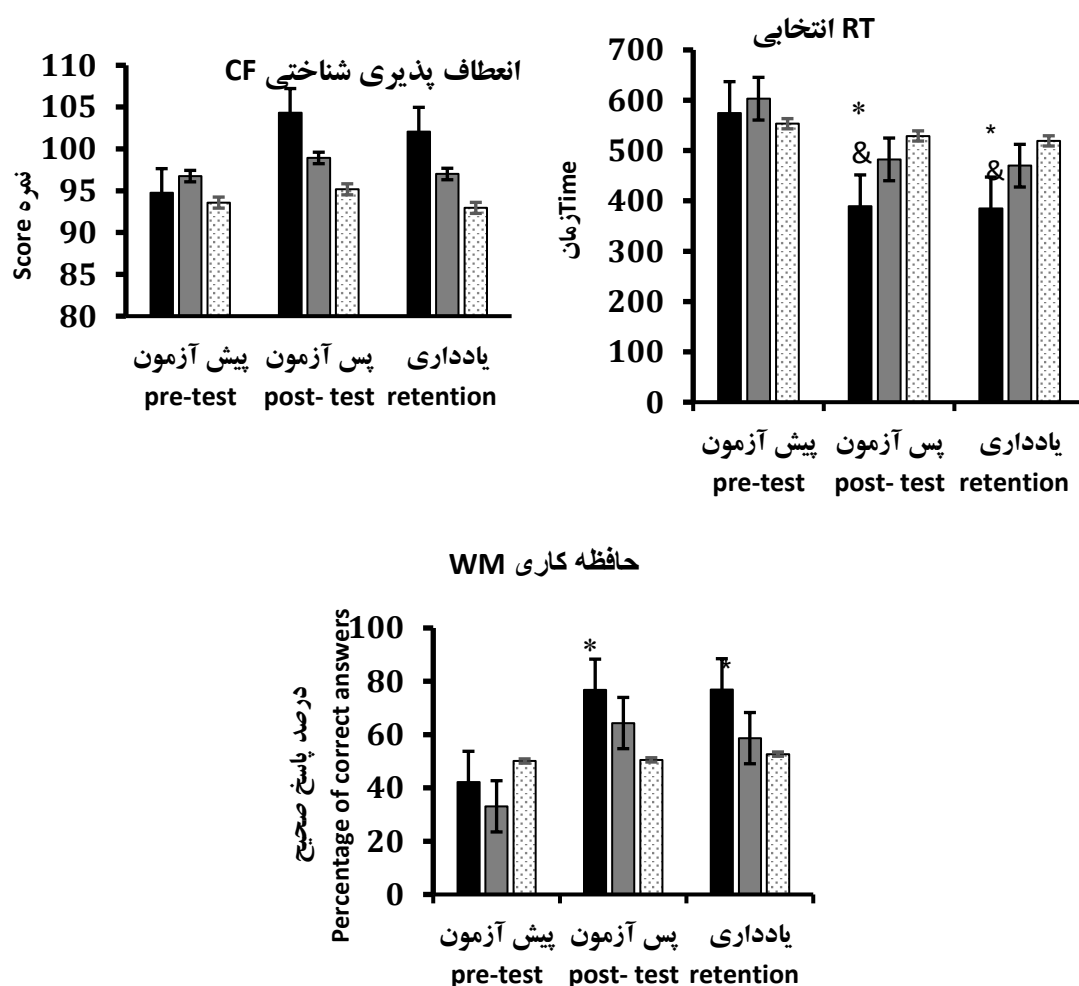 انعطاف پذیری شناختی CF
110
105
100
95
90
85
80
نمره Score
پیش آزمون پس آزمون یادداری
pre-test post- test retention
RT انتخابی
700
600
500
400
300
200
100
0
زمانTime
*
&
*
&
پیش آزمون پس آزمون یادداری
pre-test post- test retention
حافظه کاری WM
100
80
60
40
20
0
درصد پاسخ صحیح
Percentage of correct answers
*
*
پیش آزمون پس آزمون یادداری
pre-test post- test retention